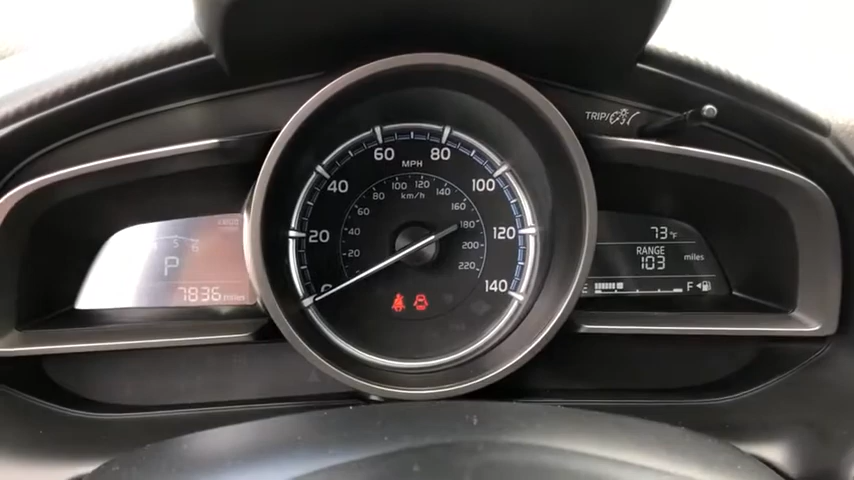 TRIP/
60 80
MPH
40 100
20 120
140
80 100 120 140
km/h
60 160
40 180
20 200
220
P
7836
73°F
RANGE
103 miles
E F